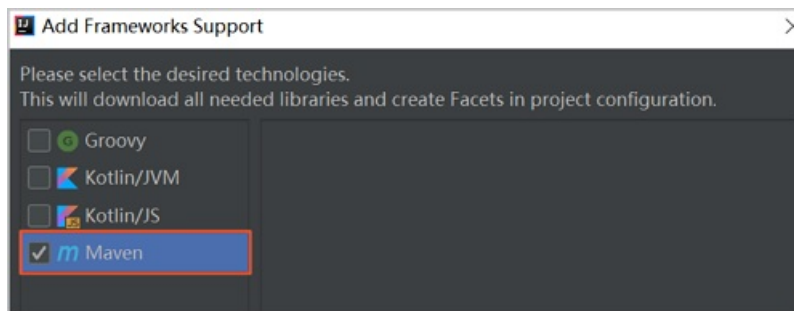 Add Frameworks Support
Please select the desired technologies.
This will download all needed libraries and create Facets in project configuration.
Groovy
Kotlin/JVM
Kotlin/JS
Maven